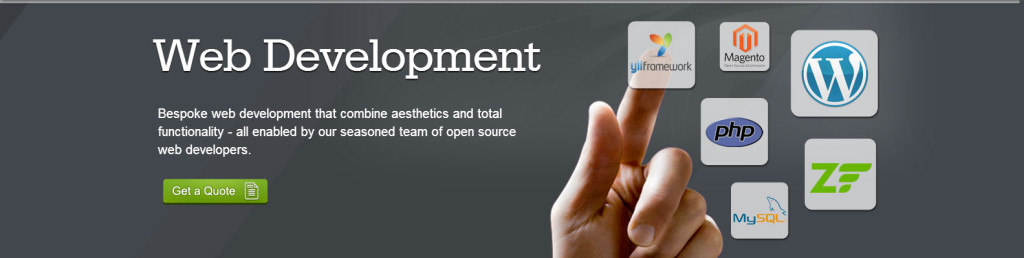 Web Development
Bespoke web development that combine aesthetics and total
functionality - all enabled by our seasoned team of open source
web developers.
Get a Quote
yiiframework
Magento
W
php
ZF
MySQL